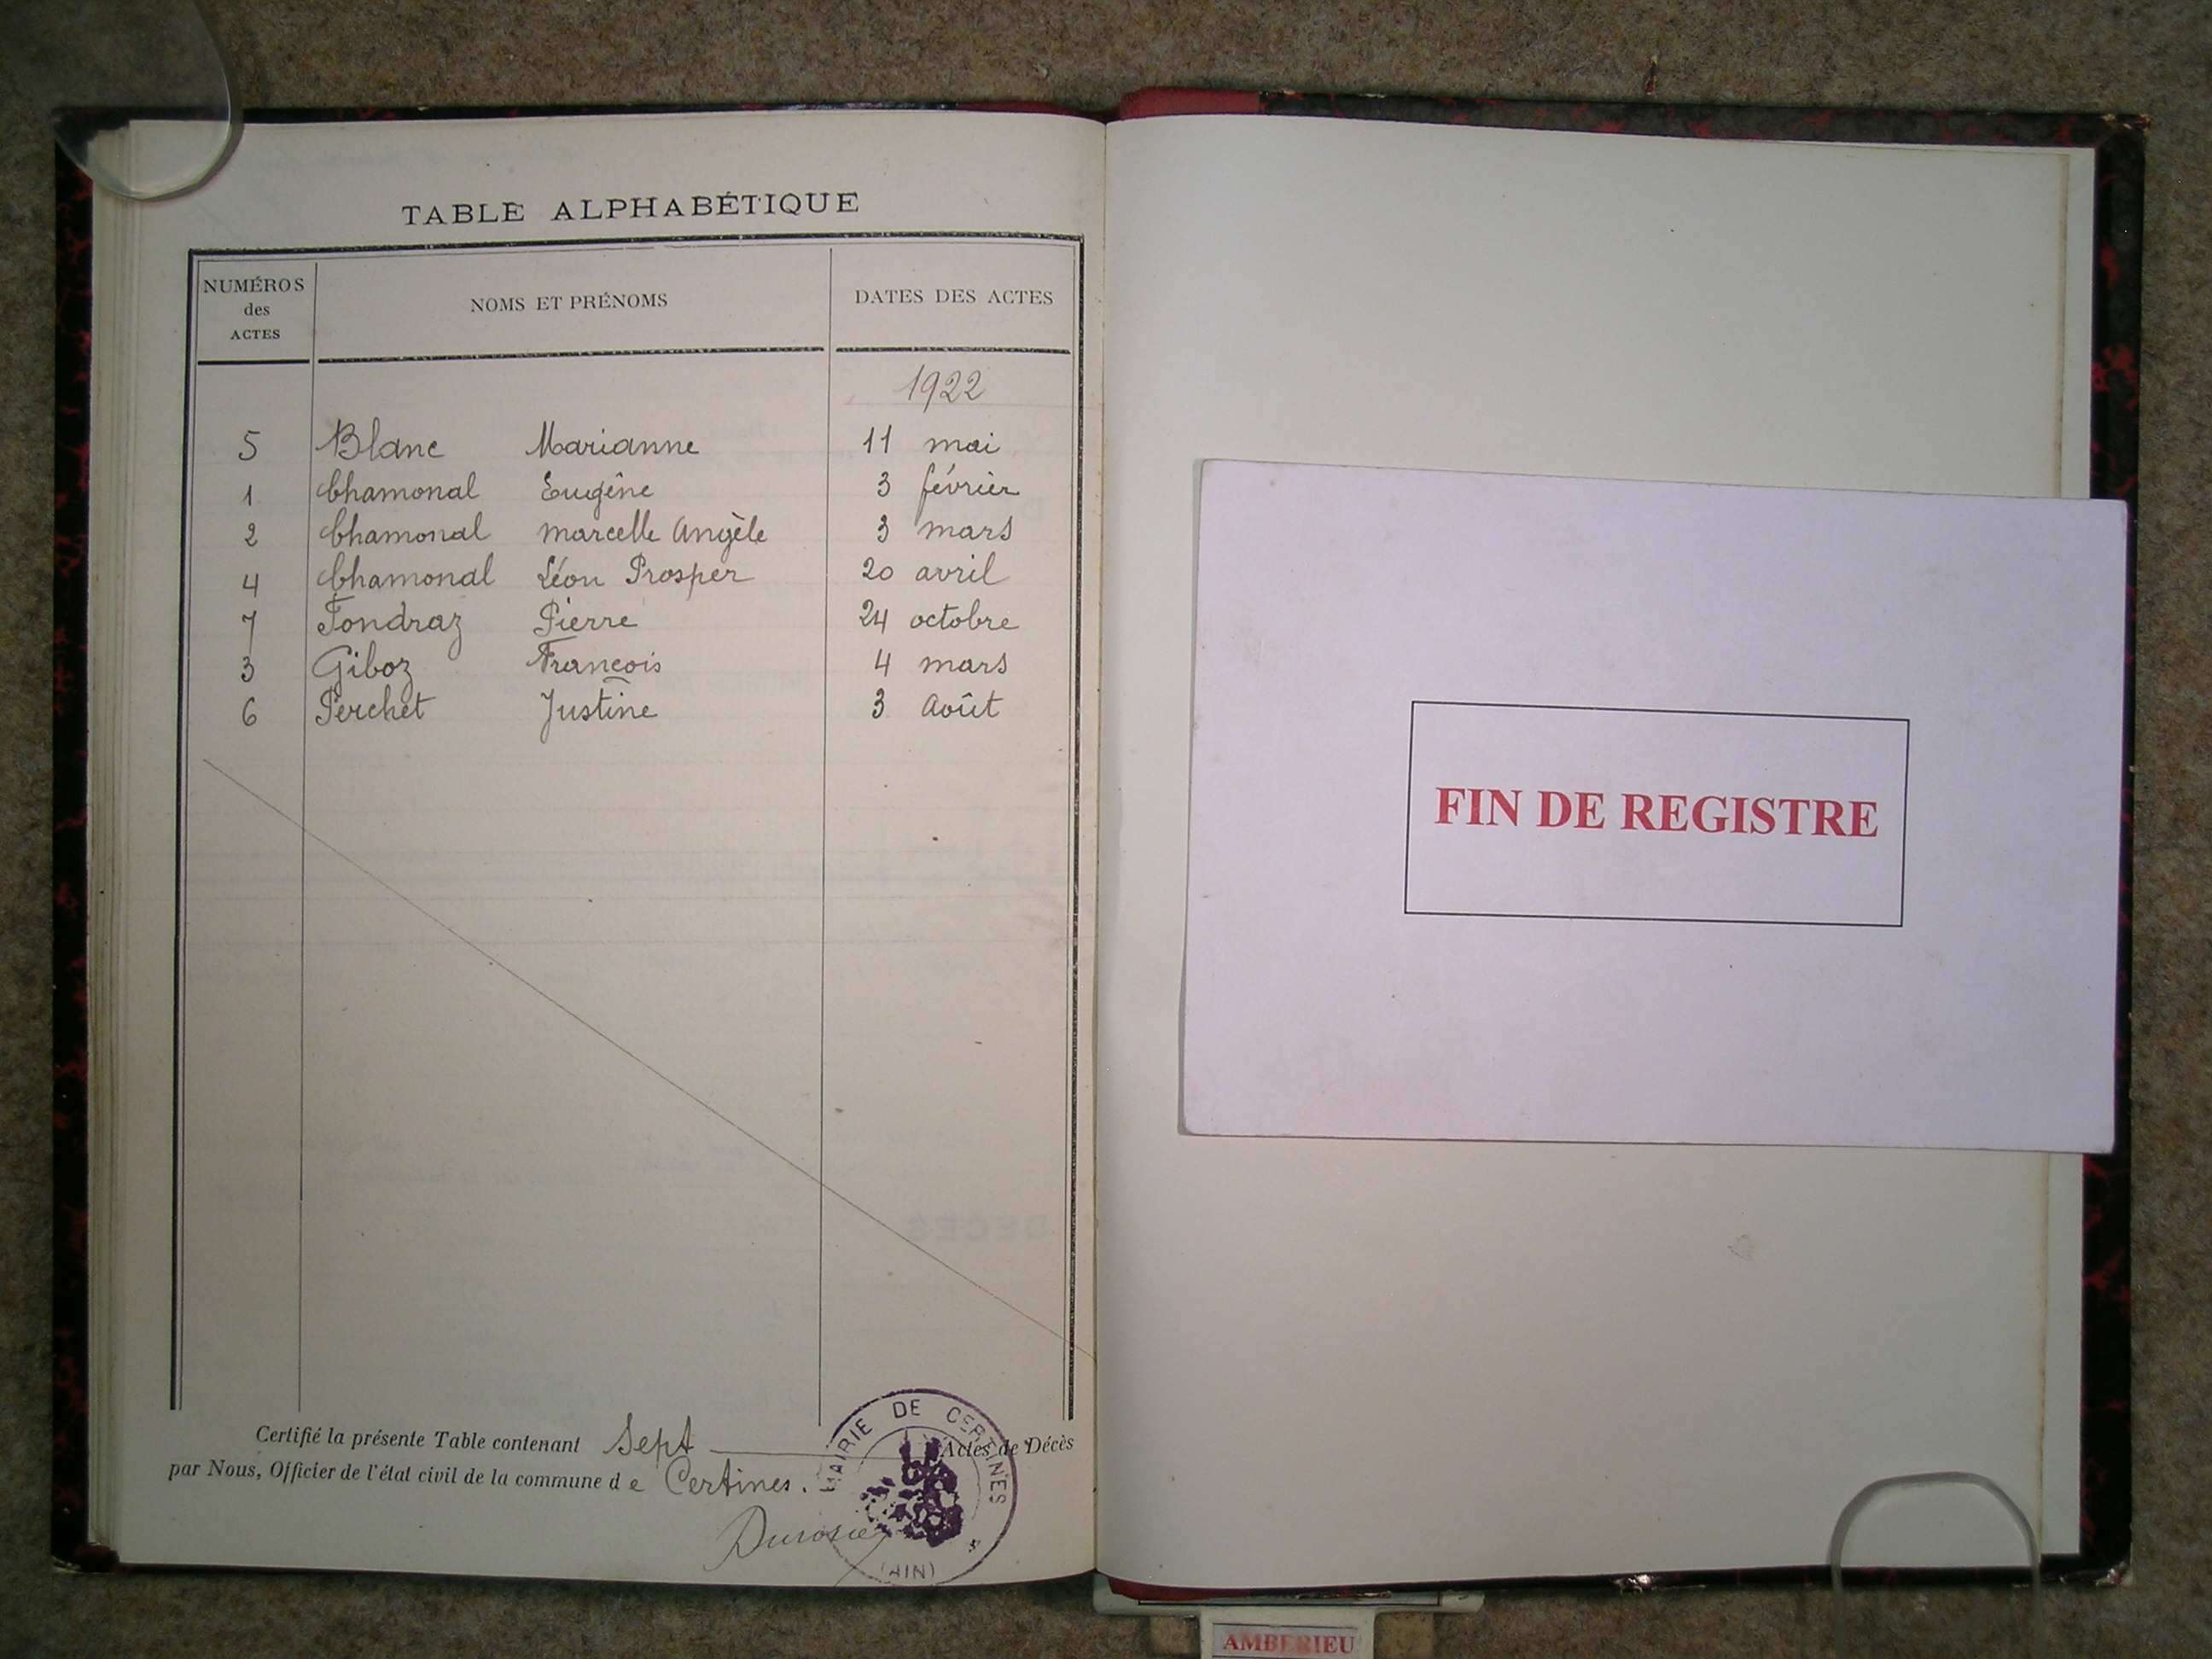 TABLE ALPHABÉTIQUE
NUMÉROS des ACTES NOMS ET PRÉNOMS DATES DES ACTES
1922
5 Blanc Marianne 11 mai
1 Chamonal Eugène 3 février
2 Chamonal Marcelle Angèle 3 mars
4 Chamonal Léon Prosper 20 avril
7 Fondraz Pierre 24 octobre
3 Giboz François 4 mars
6 Perchet Justine 3 Août
Certifié la présente Table contenant Sept Actes de Décès
par Nous, Officier de l'état civil de la commune de Certines.
MAIRIE DE CERTINES
(AIN)
FIN DE REGISTRE
AMBERIEU